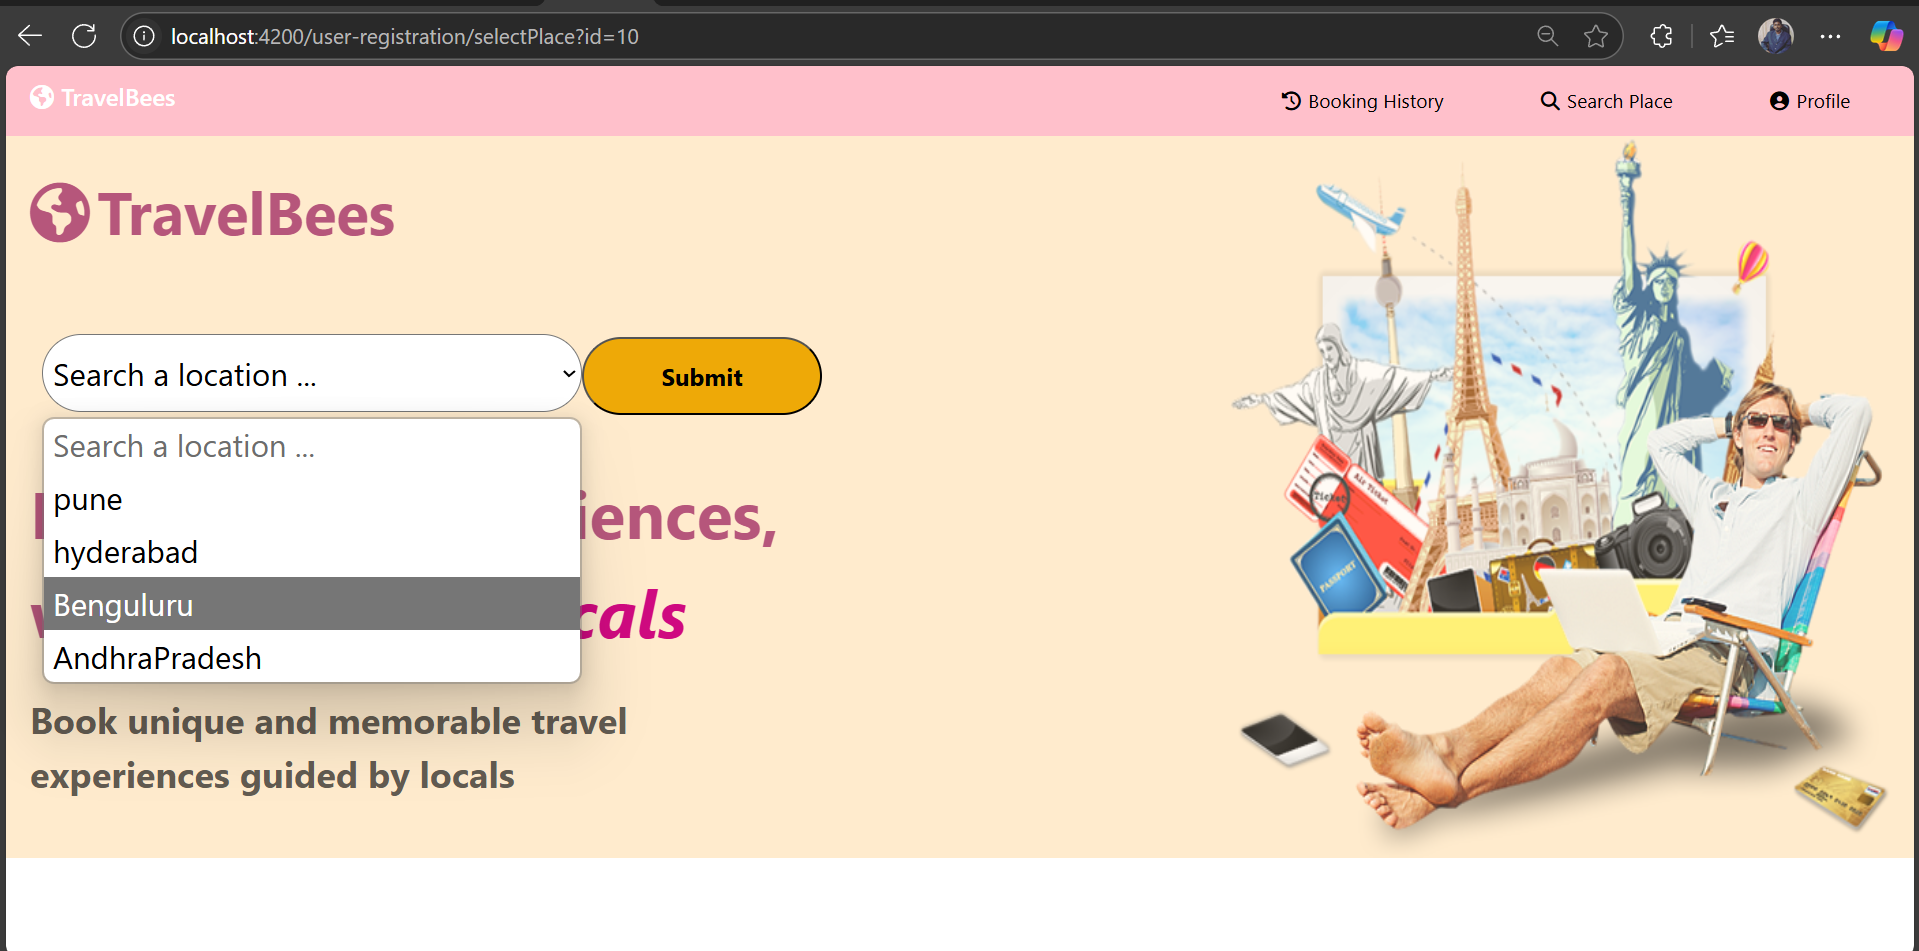 localhost:4200/user-registration/selectPlace?id=10
TravelBees
Booking History
Search Place
Profile
TravelBees
Search a location ...
Submit
Search a location ...
pune
hyderabad
Benguluru
AndhraPradesh
iences,
cals
Book unique and memorable travel
experiences guided by locals
Ticket
Air Ticket
PASSPORT